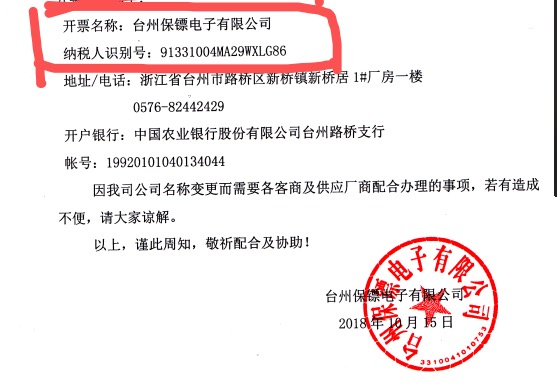 开票名称：台州保镖电子有限公司
纳税人识别号：91331004MA29WXLG86
地址/电话：浙江省台州市路桥区新桥镇新桥居 1#厂房一楼
0576-82442429
开户银行：中国农业银行股份有限公司台州路桥支行
帐号：19920101040134044
因我司公司名称变更而需要各客商及供应厂商配合办理的事项，若有造成
不便，请大家谅解。
以上，谨此周知，敬祈配合及协助！
台州保镖电子有限公司
2018 年 10 月 15 日
台州保镖电子有限公司
3310041010753